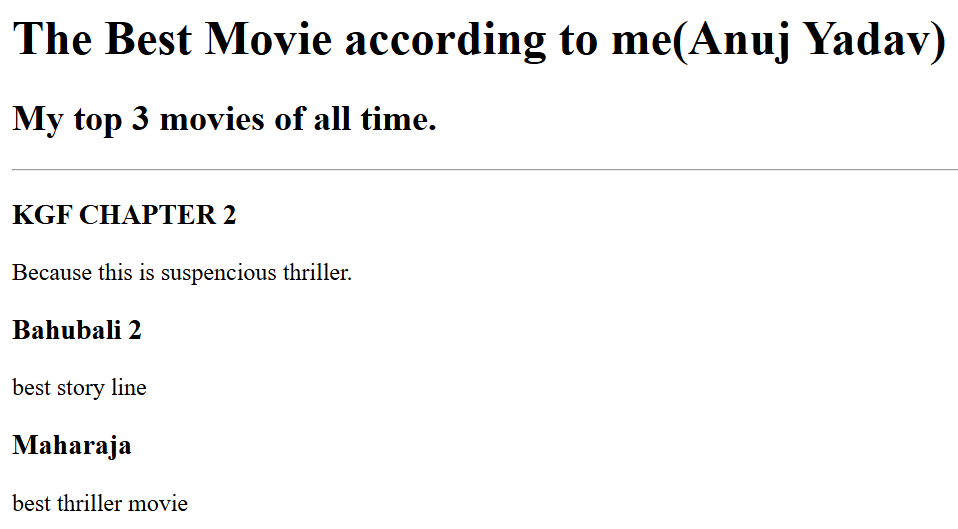 The Best Movie according to me(Anuj Yadav)
My top 3 movies of all time.
KGF CHAPTER 2
Because this is suspencious thriller.
Bahubali 2
best story line
Maharaja
best thriller movie